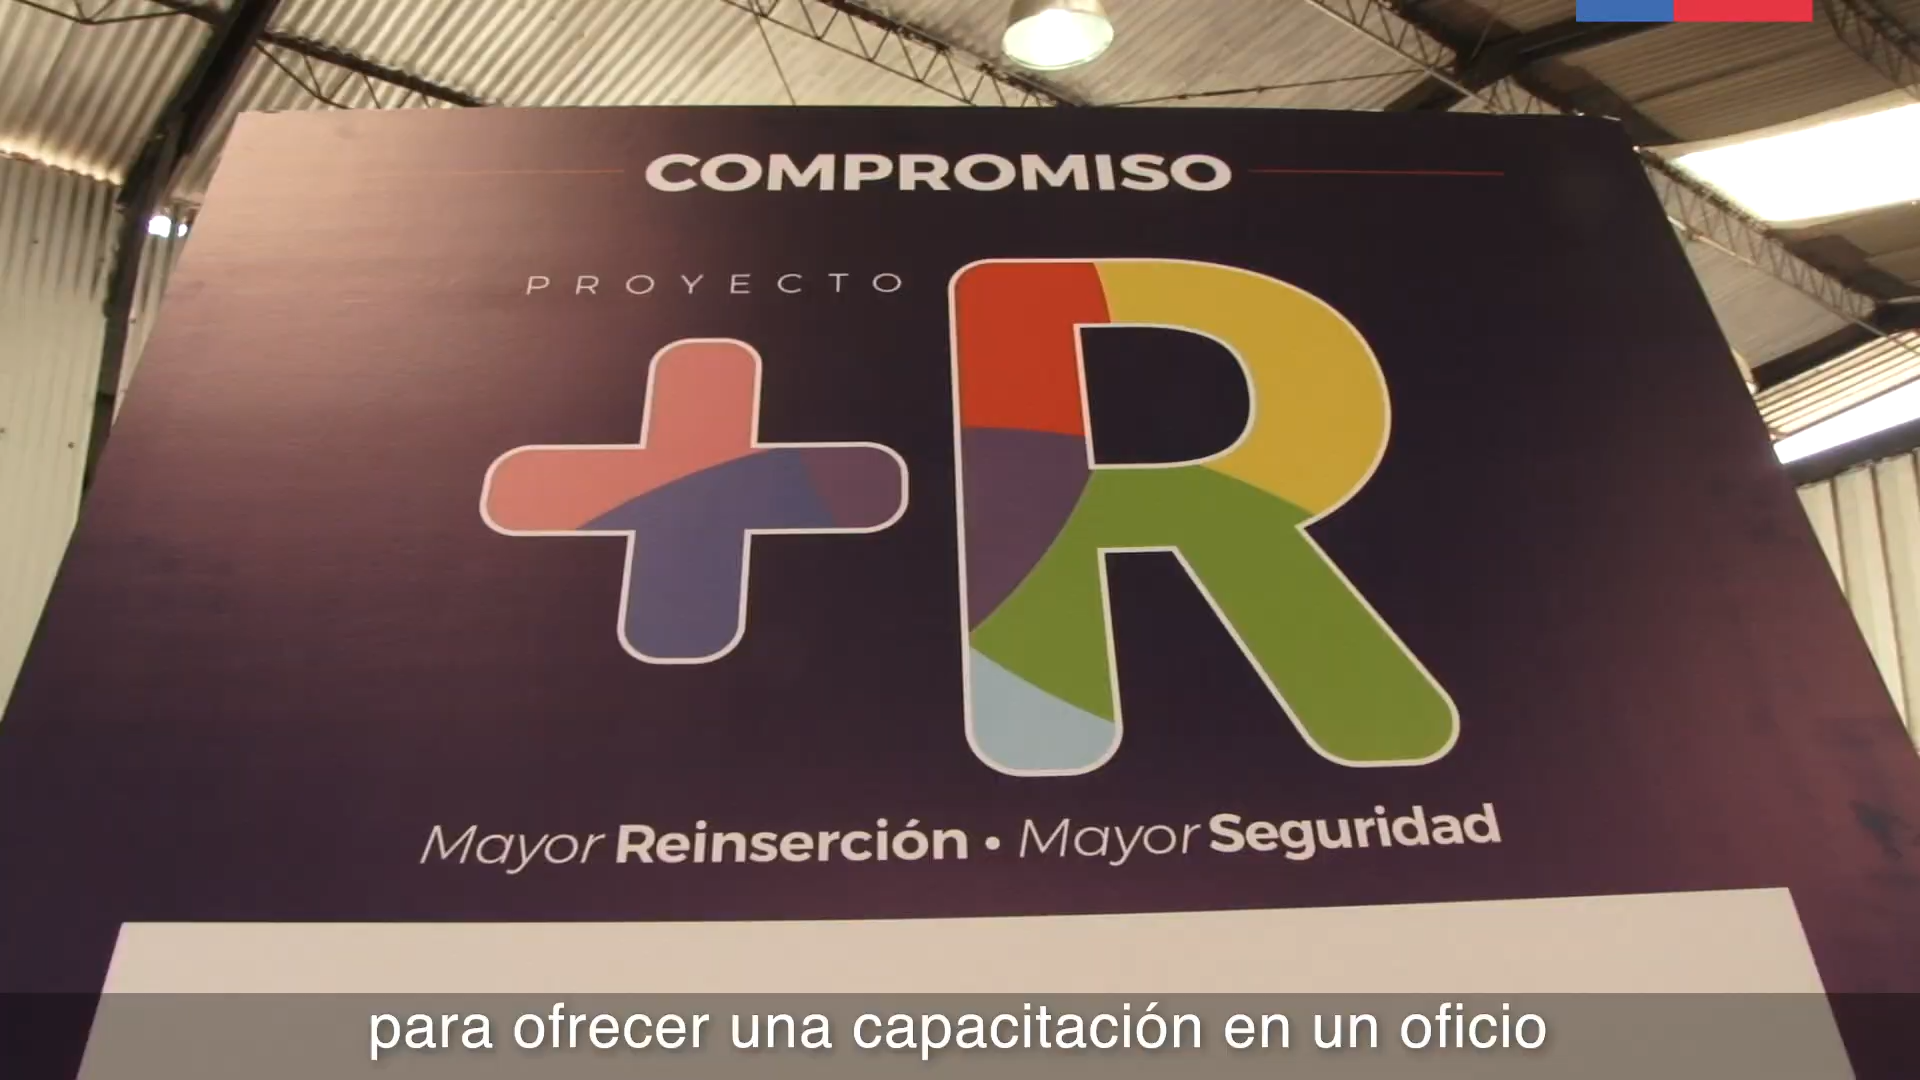 COMPROMISO
PROYECTO
+R
Mayor Reinserción • Mayor Seguridad
para ofrecer una capacitación en un oficio